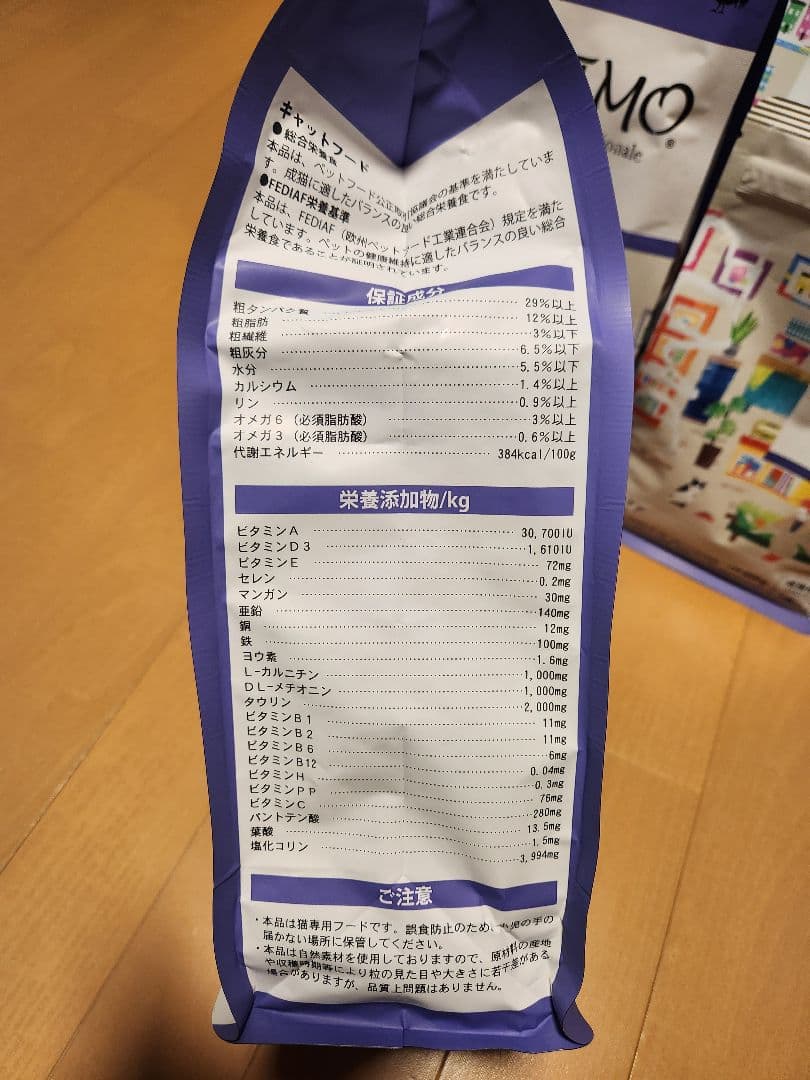 キャットフード
●総合栄養食
本品は、ペットフード公正取引協議会の基準を満たしていま
す。成猫に適したバランスの良い総合栄養食です。
●FEDIAF栄養基準
本品は、FEDIAF（欧州ペットフード工業連合会）規定を満た
しています。ペットの健康維持に適したバランスの良い総合
栄養食であることが証明されています。
保証成分
粗タンパク質 29%以上
粗脂肪 12%以上
粗繊維 3%以下
粗灰分 6.5%以下
水分 5.5%以下
カルシウム 1.4%以上
リン 0.9%以上
オメガ6（必須脂肪酸） 3%以上
オメガ3（必須脂肪酸） 0.6%以上
代謝エネルギー 384kcal/100g
栄養添加物/kg
ビタミンA 30,700IU
ビタミンD3 1,610IU
ビタミンE 72mg
セレン 0.2mg
マンガン 30mg
亜鉛 140mg
銅 12mg
鉄 100mg
ヨウ素 1.6mg
L-カルニチン 1,000mg
DL-メチオニン 1,000mg
タウリン 2,000mg
ビタミンB1 11mg
ビタミンB2 11mg
ビタミンB6 6mg
ビタミンB12 0.04mg
ビタミンH 0.3mg
ビタミンPP 76mg
ビタミンC 280mg
パントテン酸 13.5mg
葉酸 1.5mg
塩化コリン 3,994mg
ご注意
・本品は猫専用フードです。誤食防止のため、小児の手の
届かない場所に保管してください。
・本品は自然素材を使用しておりますので、原材料の産地
や収穫時期等により粒の見た目や大きさに若干差がある
場合がありますが、品質上問題はありません。